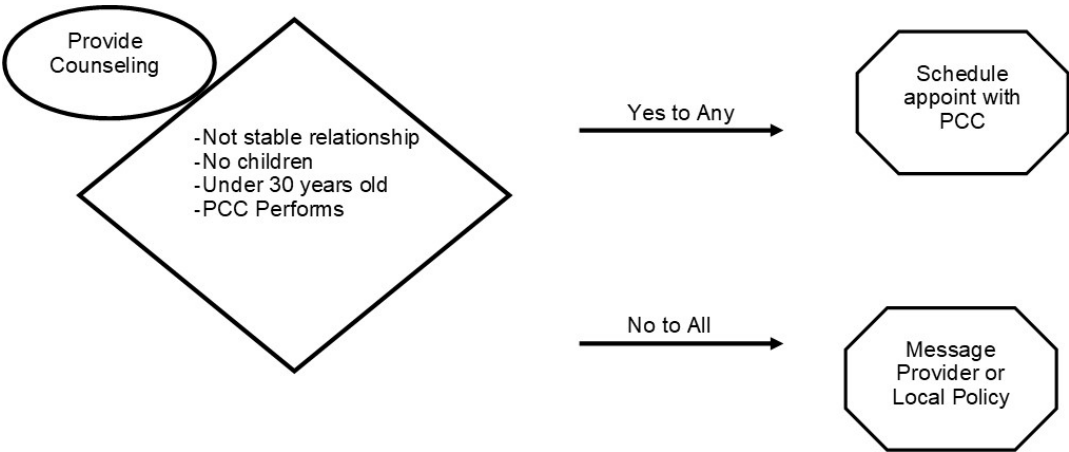 Provide
Counseling
-Not stable relationship
-No children
-Under 30 years old
-PCC Performs
Yes to Any
Schedule
appoint with
PCC
No to All
Message
Provider or
Local Policy